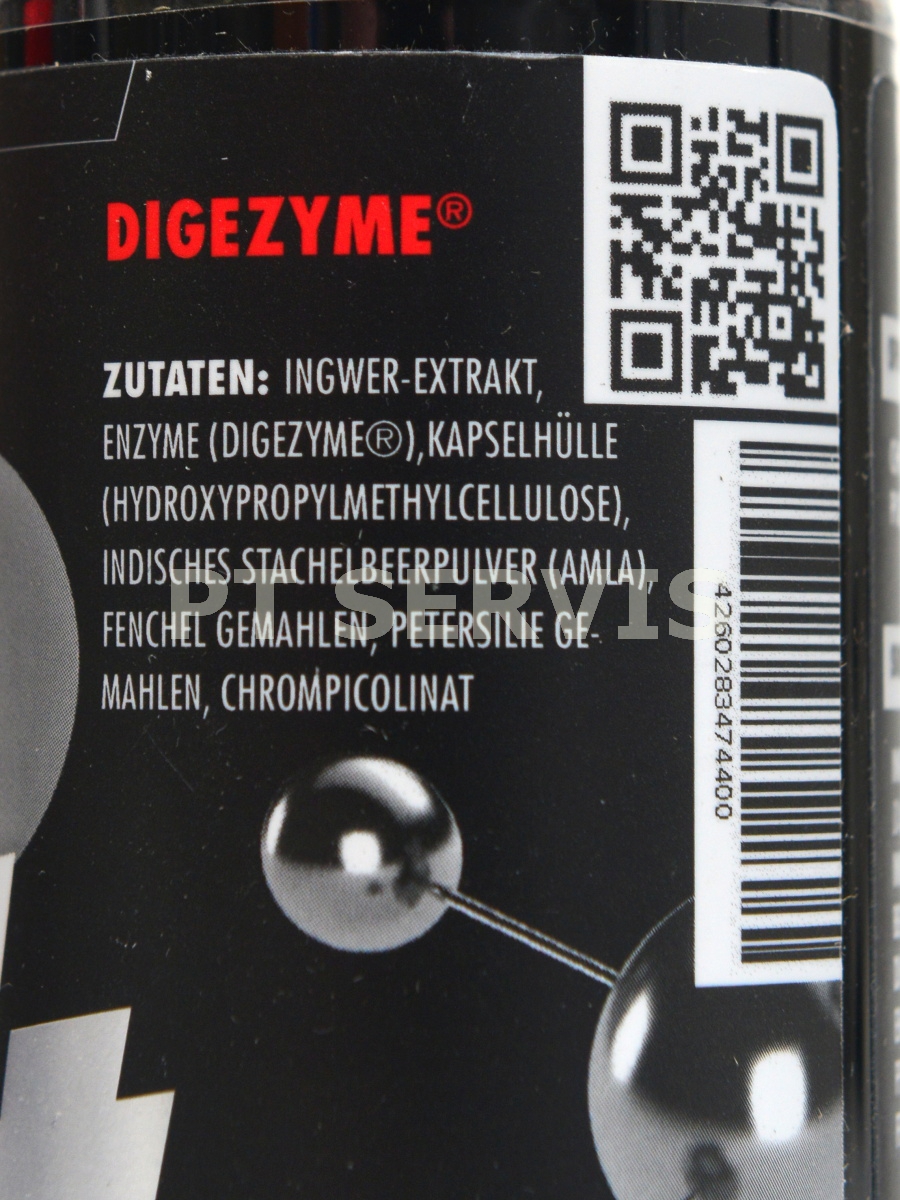 DIGEZYME®
ZUTATEN: INGWER-EXTRAKT,
ENZYME (DIGEZYME®),KAPSELHÜLLE
(HYDROXYPROPYLMETHYLCELLULOSE),
INDISCHES STACHELBEERPULVER (AMLA),
FENCHEL GEMAHLEN, PETERSILIE GE-
MAHLEN, CHROMPICOLINAT
PT SERVIS
4260283474400